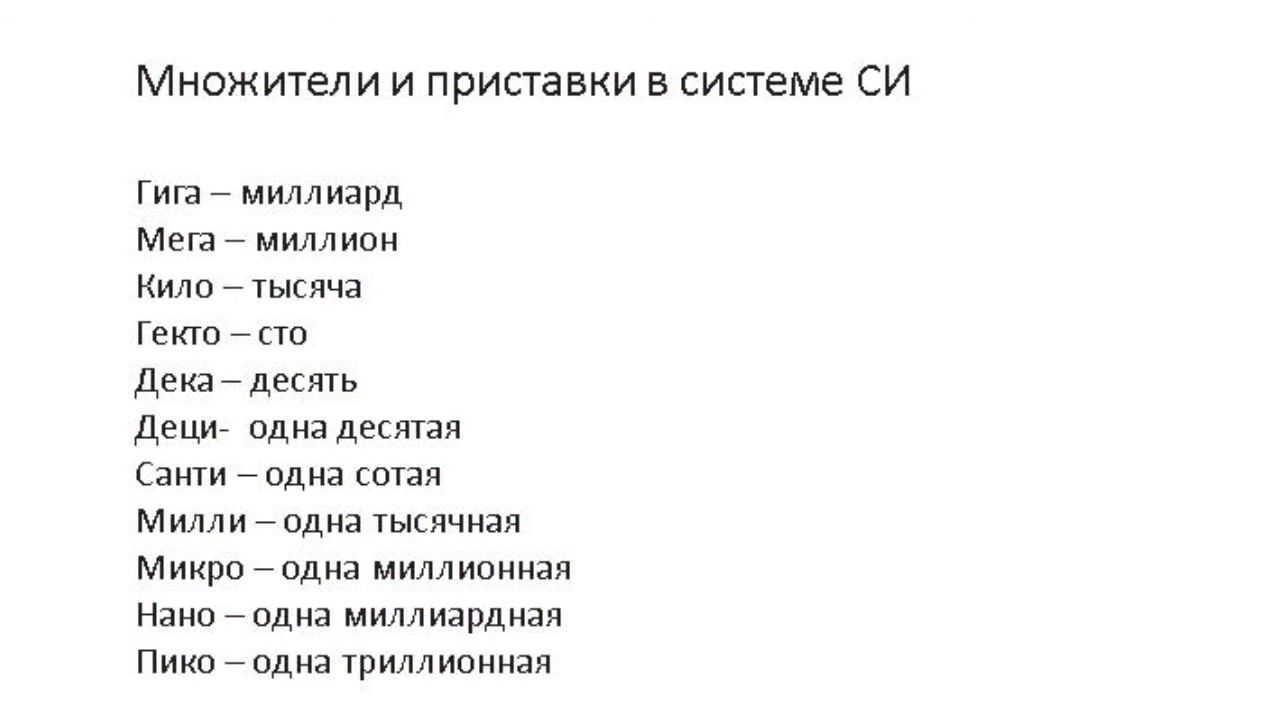 Множители и приставки в системе СИ
Гига – миллиард
Мега – миллион
Кило – тысяча
Гекто – сто
Дека – десять
Деци-  одна десятая
Санти – одна сотая
Милли – одна тысячная
Микро – одна миллионная
Нано – одна миллиардная
Пико – одна триллионная